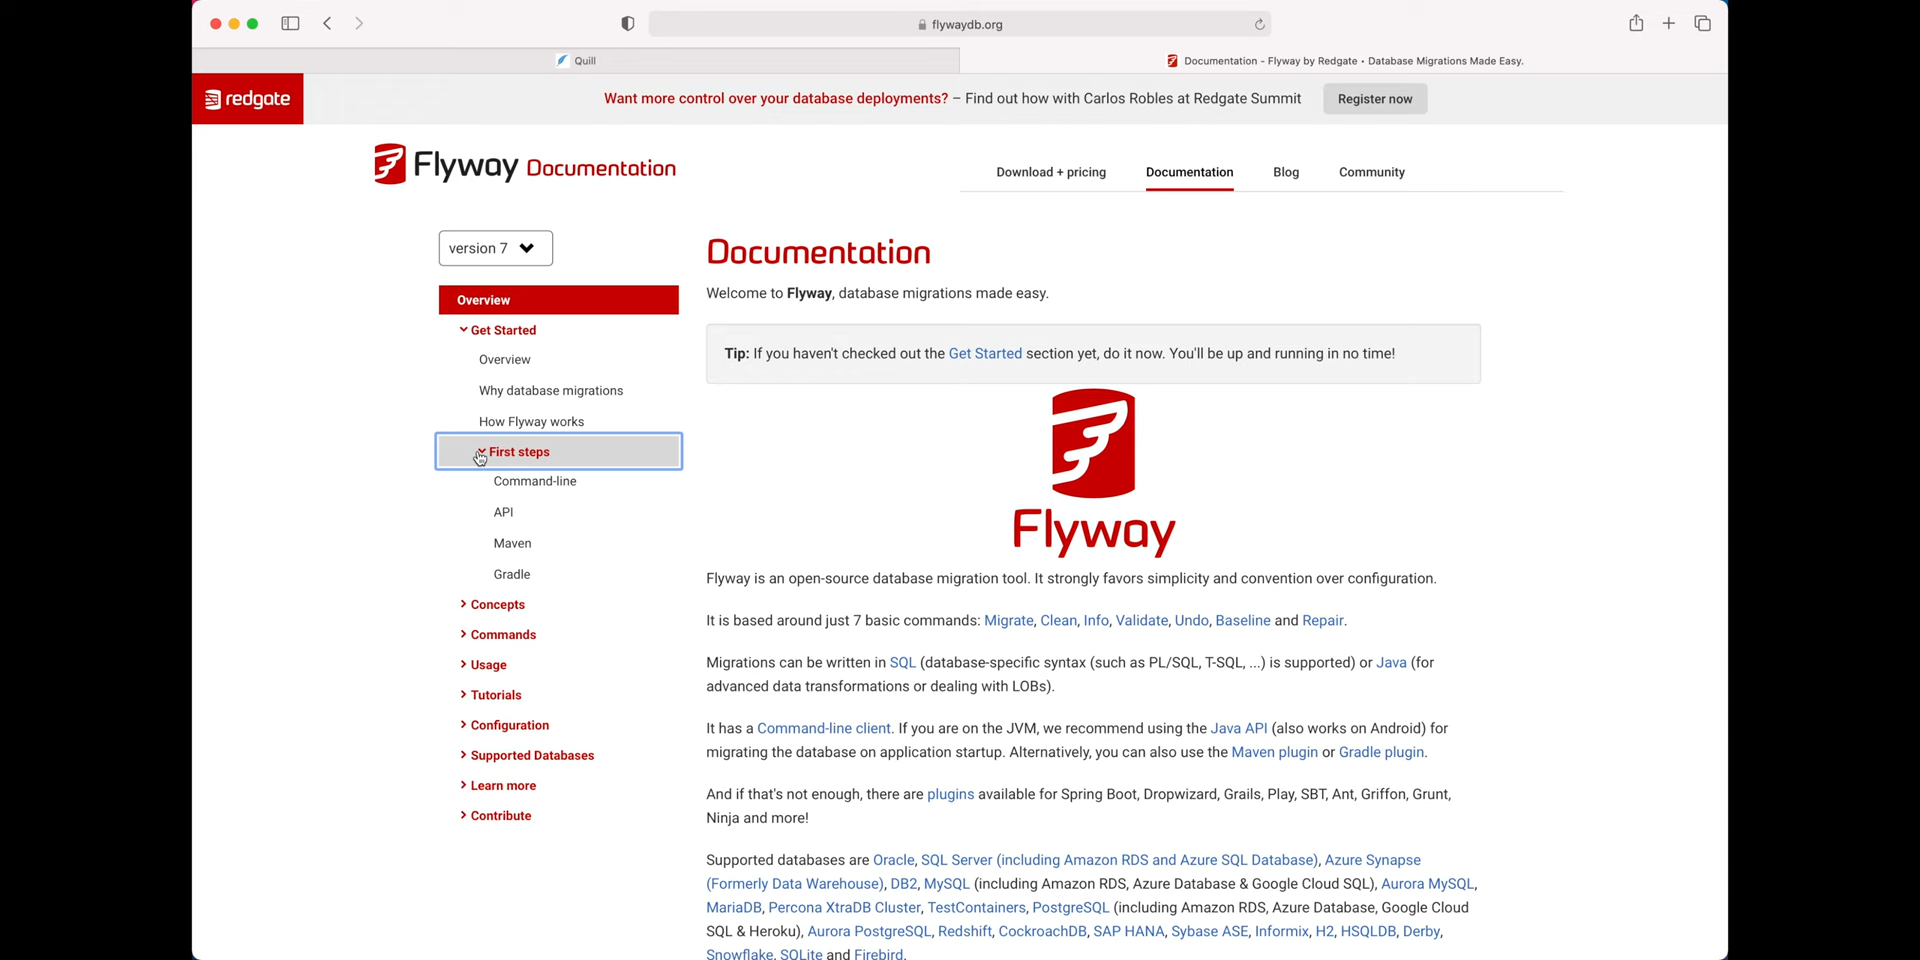 flywaydb.org
Quill
Documentation - Flyway by Redgate • Database Migrations Made Easy.
redgate
Want more control over your database deployments? – Find out how with Carlos Robles at Redgate Summit
Register now
Flyway Documentation
Download + pricing
Documentation
Blog
Community
version 7
Overview
Get Started
Overview
Why database migrations
How Flyway works
First steps
Command-line
API
Maven
Gradle
Concepts
Commands
Usage
Tutorials
Configuration
Supported Databases
Learn more
Contribute
Documentation
Welcome to Flyway, database migrations made easy.
Tip: If you haven't checked out the Get Started section yet, do it now. You'll be up and running in no time!
Flyway
Flyway is an open-source database migration tool. It strongly favors simplicity and convention over configuration.
It is based around just 7 basic commands: Migrate, Clean, Info, Validate, Undo, Baseline and Repair.
Migrations can be written in SQL (database-specific syntax (such as PL/SQL, T-SQL, ...) is supported) or Java (for
advanced data transformations or dealing with LOBs).
It has a Command-line client. If you are on the JVM, we recommend using the Java API (also works on Android) for
migrating the database on application startup. Alternatively, you can also use the Maven plugin or Gradle plugin.
And if that's not enough, there are plugins available for Spring Boot, Dropwizard, Grails, Play, SBT, Ant, Griffon, Grunt,
Ninja and more!
Supported databases are Oracle, SQL Server (including Amazon RDS and Azure SQL Database), Azure Synapse
(Formerly Data Warehouse), DB2, MySQL (including Amazon RDS, Azure Database & Google Cloud SQL), Aurora MySQL,
MariaDB, Percona XtraDB Cluster, TestContainers, PostgreSQL (including Amazon RDS, Azure Database, Google Cloud
SQL & Heroku), Aurora PostgreSQL, Redshift, CockroachDB, SAP HANA, Sybase ASE, Informix, H2, HSQLDB, Derby,
Snowflake, SQLite and Firebird.